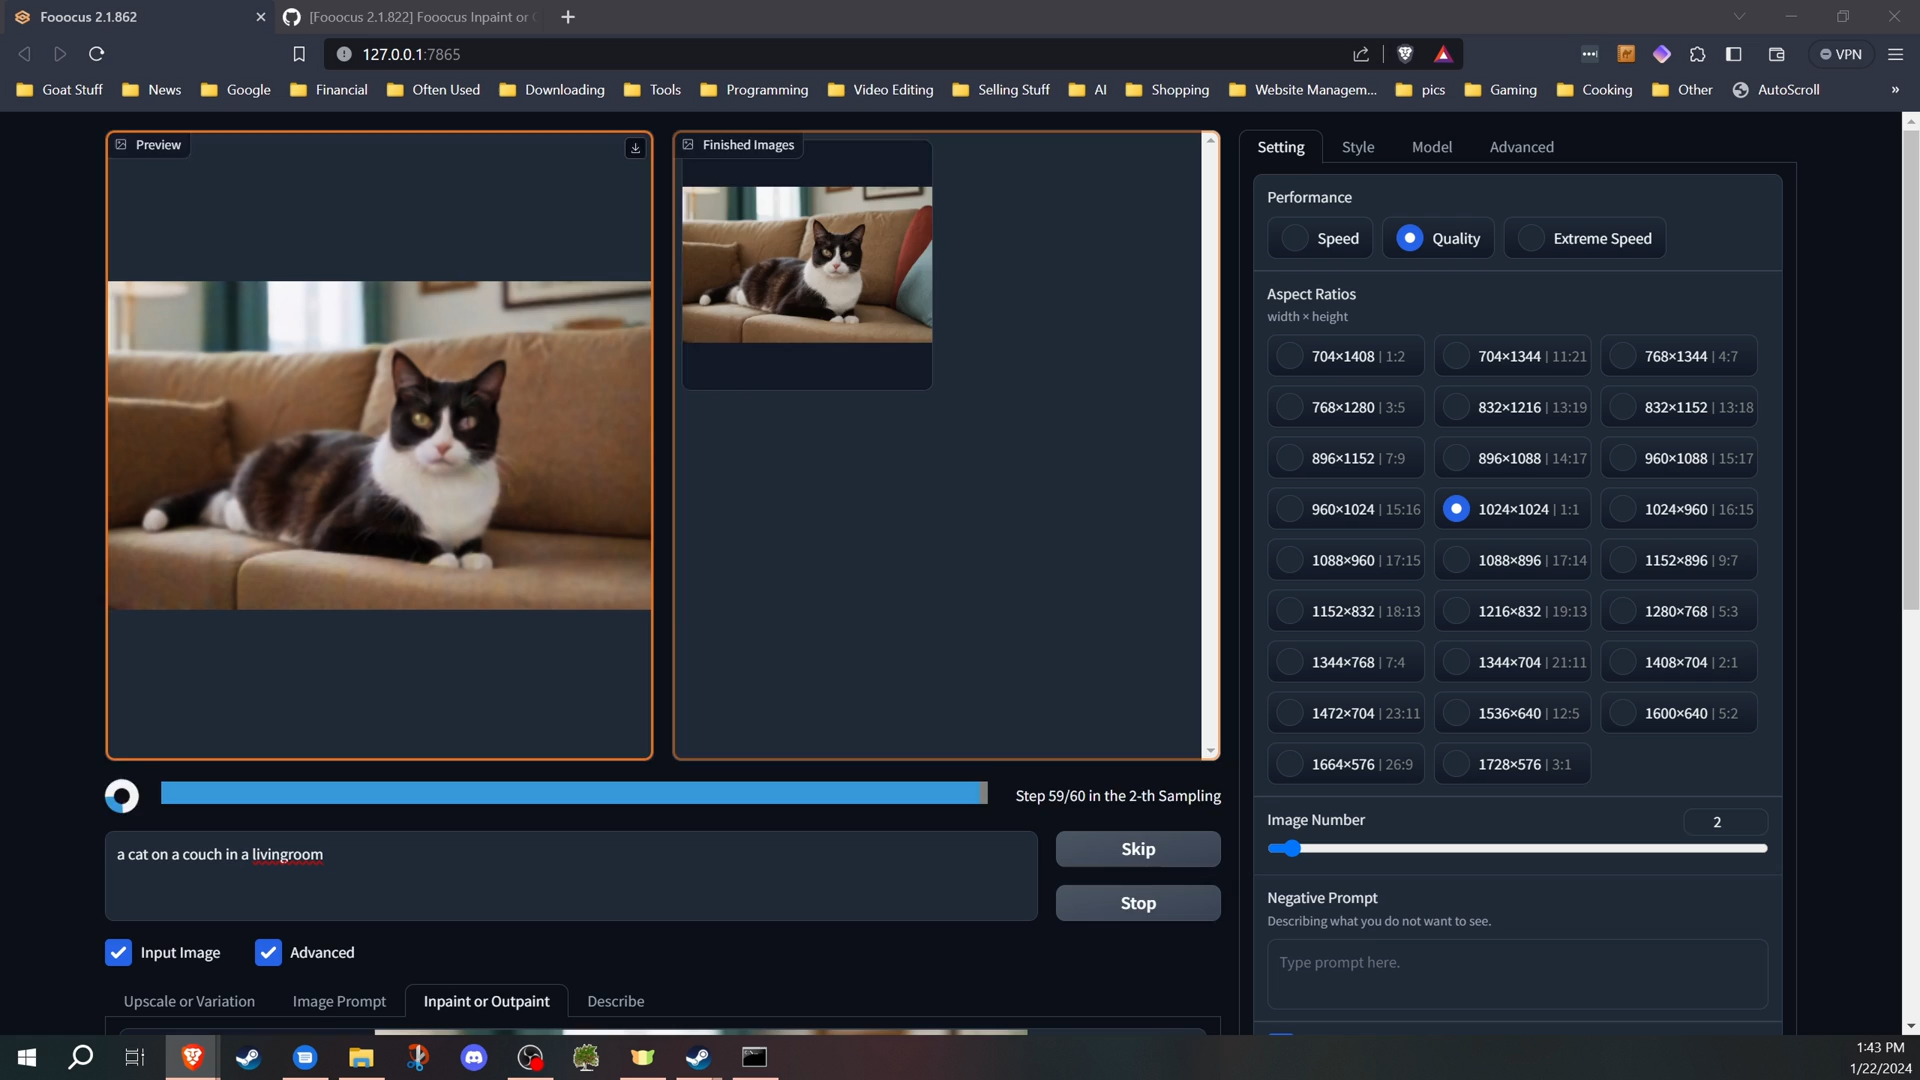 Fooocus 2.1.862
[Fooocus 2.1.822] Fooocus Inpaint or
127.0.0.1:7865
VPN
Goat Stuff
News
Google
Financial
Often Used
Downloading
Tools
Programming
Video Editing
Selling Stuff
AI
Shopping
Website Managem...
pics
Gaming
Cooking
Other
AutoScroll
»
Preview
Finished Images
Setting
Style
Model
Advanced
Performance
Speed
Quality
Extreme Speed
Aspect Ratios
width × height
704×1408 | 1:2
704×1344 | 11:21
768×1344 | 4:7
768×1280 | 3:5
832×1216 | 13:19
832×1152 | 13:18
896×1152 | 7:9
896×1088 | 14:17
960×1088 | 15:17
960×1024 | 15:16
1024×1024 | 1:1
1024×960 | 16:15
1088×960 | 17:15
1088×896 | 17:14
1152×896 | 9:7
1152×832 | 18:13
1216×832 | 19:13
1280×768 | 5:3
1344×768 | 7:4
1344×704 | 21:11
1408×704 | 2:1
1472×704 | 23:11
1536×640 | 12:5
1600×640 | 5:2
1664×576 | 26:9
1728×576 | 3:1
Step 59/60 in the 2-th Sampling
a cat on a couch in a livingroom
Skip
Stop
Image Number
2
Negative Prompt
Describing what you do not want to see.
Type prompt here.
Input Image
Advanced
Upscale or Variation
Image Prompt
Inpaint or Outpaint
Describe
1:43 PM
1/22/2024